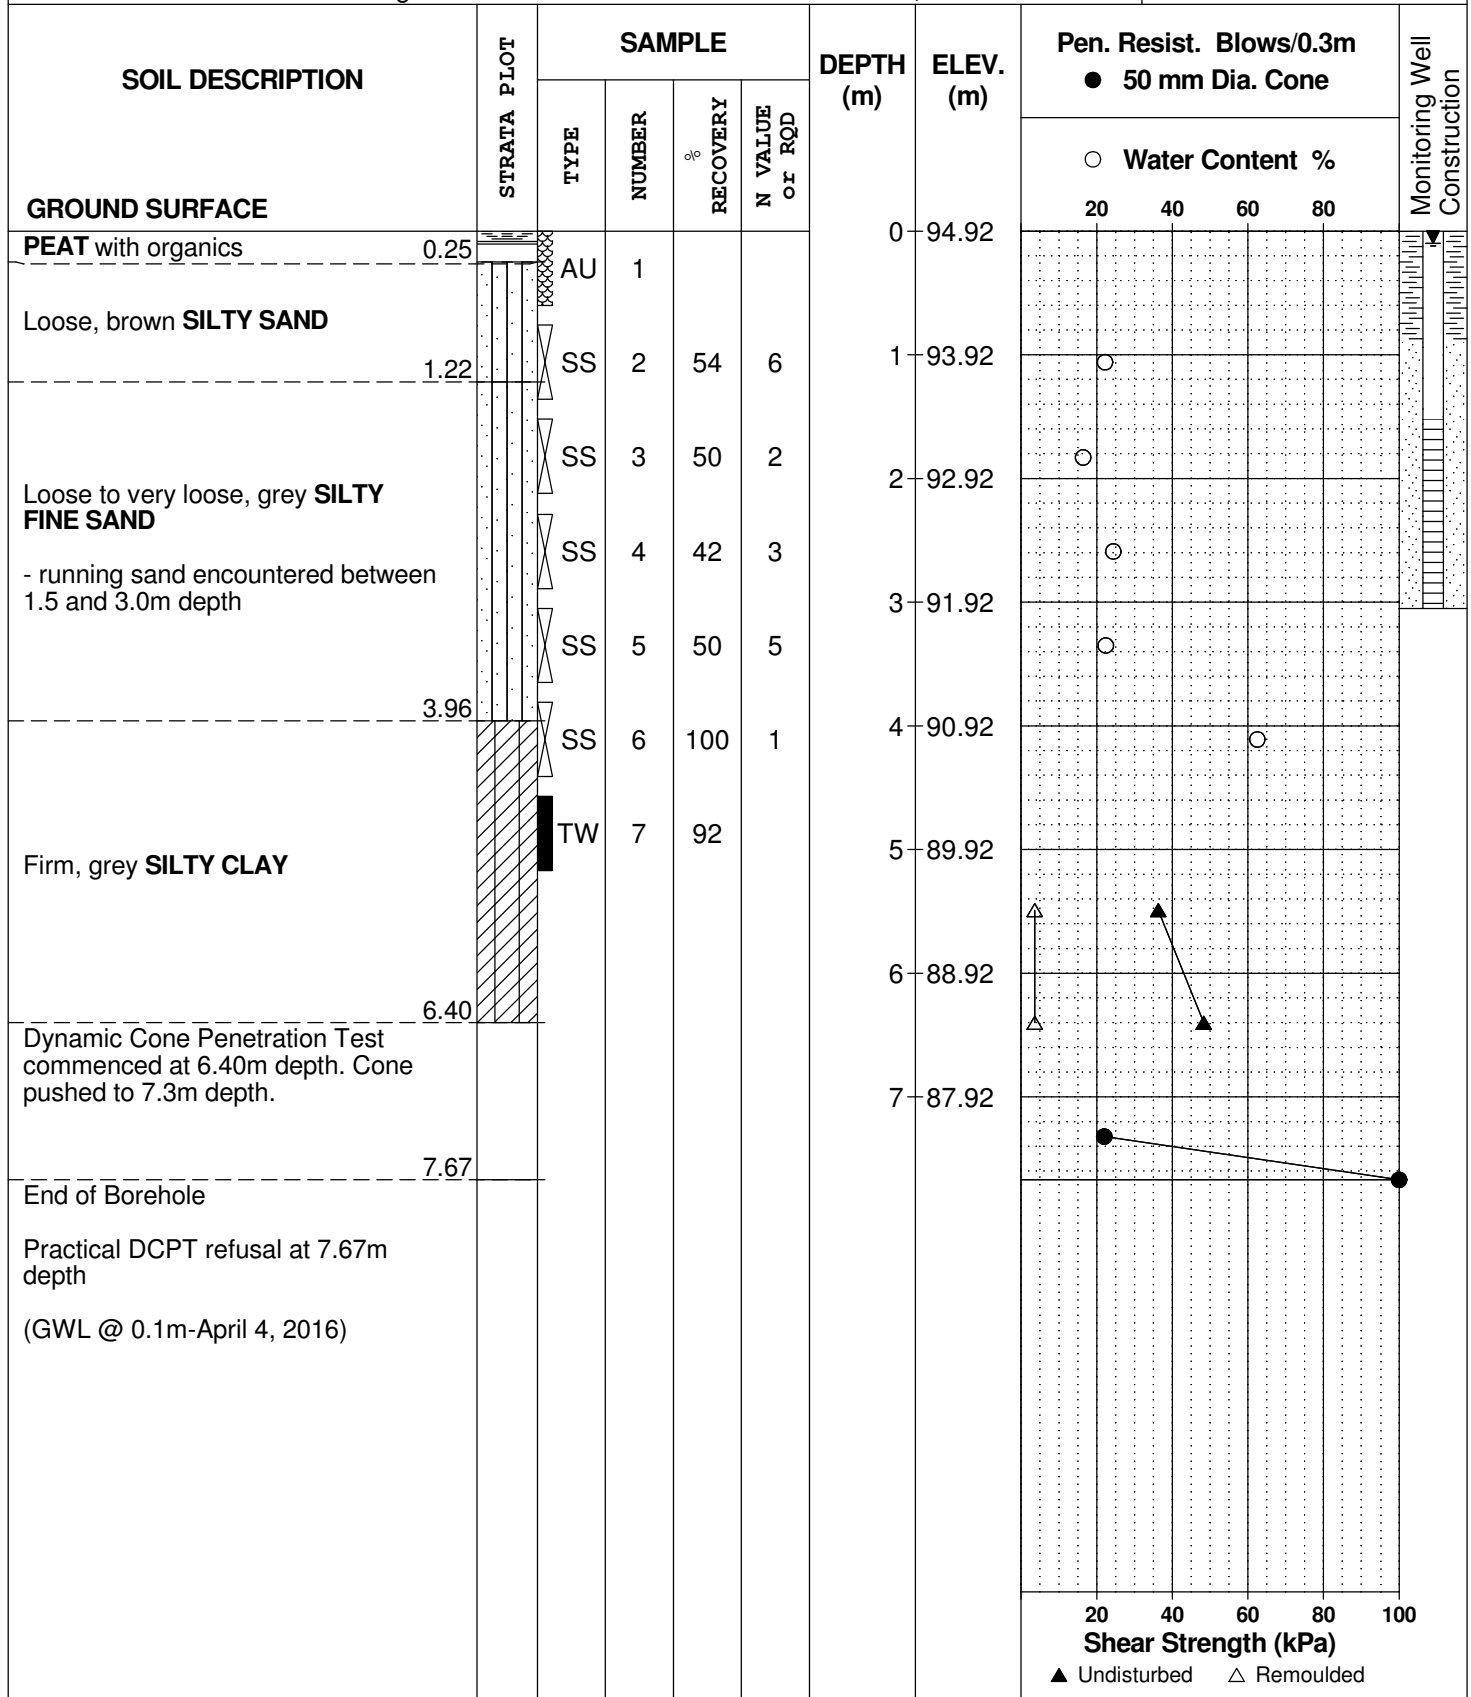 SOIL DESCRIPTION
GROUND SURFACE
STRATA PLOT
SAMPLE
TYPE
NUMBER
%
RECOVERY
N VALUE
or RQD
DEPTH
(m)
ELEV.
(m)
Pen. Resist. Blows/0.3m
● 50 mm Dia. Cone
○ Water Content %
20 40 60 80
Monitoring Well
Construction
0 94.92
PEAT with organics 0.25
AU 1
Loose, brown SILTY SAND
1.22
SS 2 54 6
1 93.92
SS 3 50 2
2 92.92
Loose to very loose, grey SILTY
FINE SAND
SS 4 42 3
- running sand encountered between
1.5 and 3.0m depth
3 91.92
SS 5 50 5
3.96
SS 6 100 1
4 90.92
TW 7 92
5 89.92
Firm, grey SILTY CLAY
6 88.92
6.40
Dynamic Cone Penetration Test
commenced at 6.40m depth. Cone
pushed to 7.3m depth.
7 87.92
7.67
End of Borehole
Practical DCPT refusal at 7.67m
depth
(GWL @ 0.1m-April 4, 2016)
20 40 60 80 100
Shear Strength (kPa)
▲ Undisturbed △ Remoulded